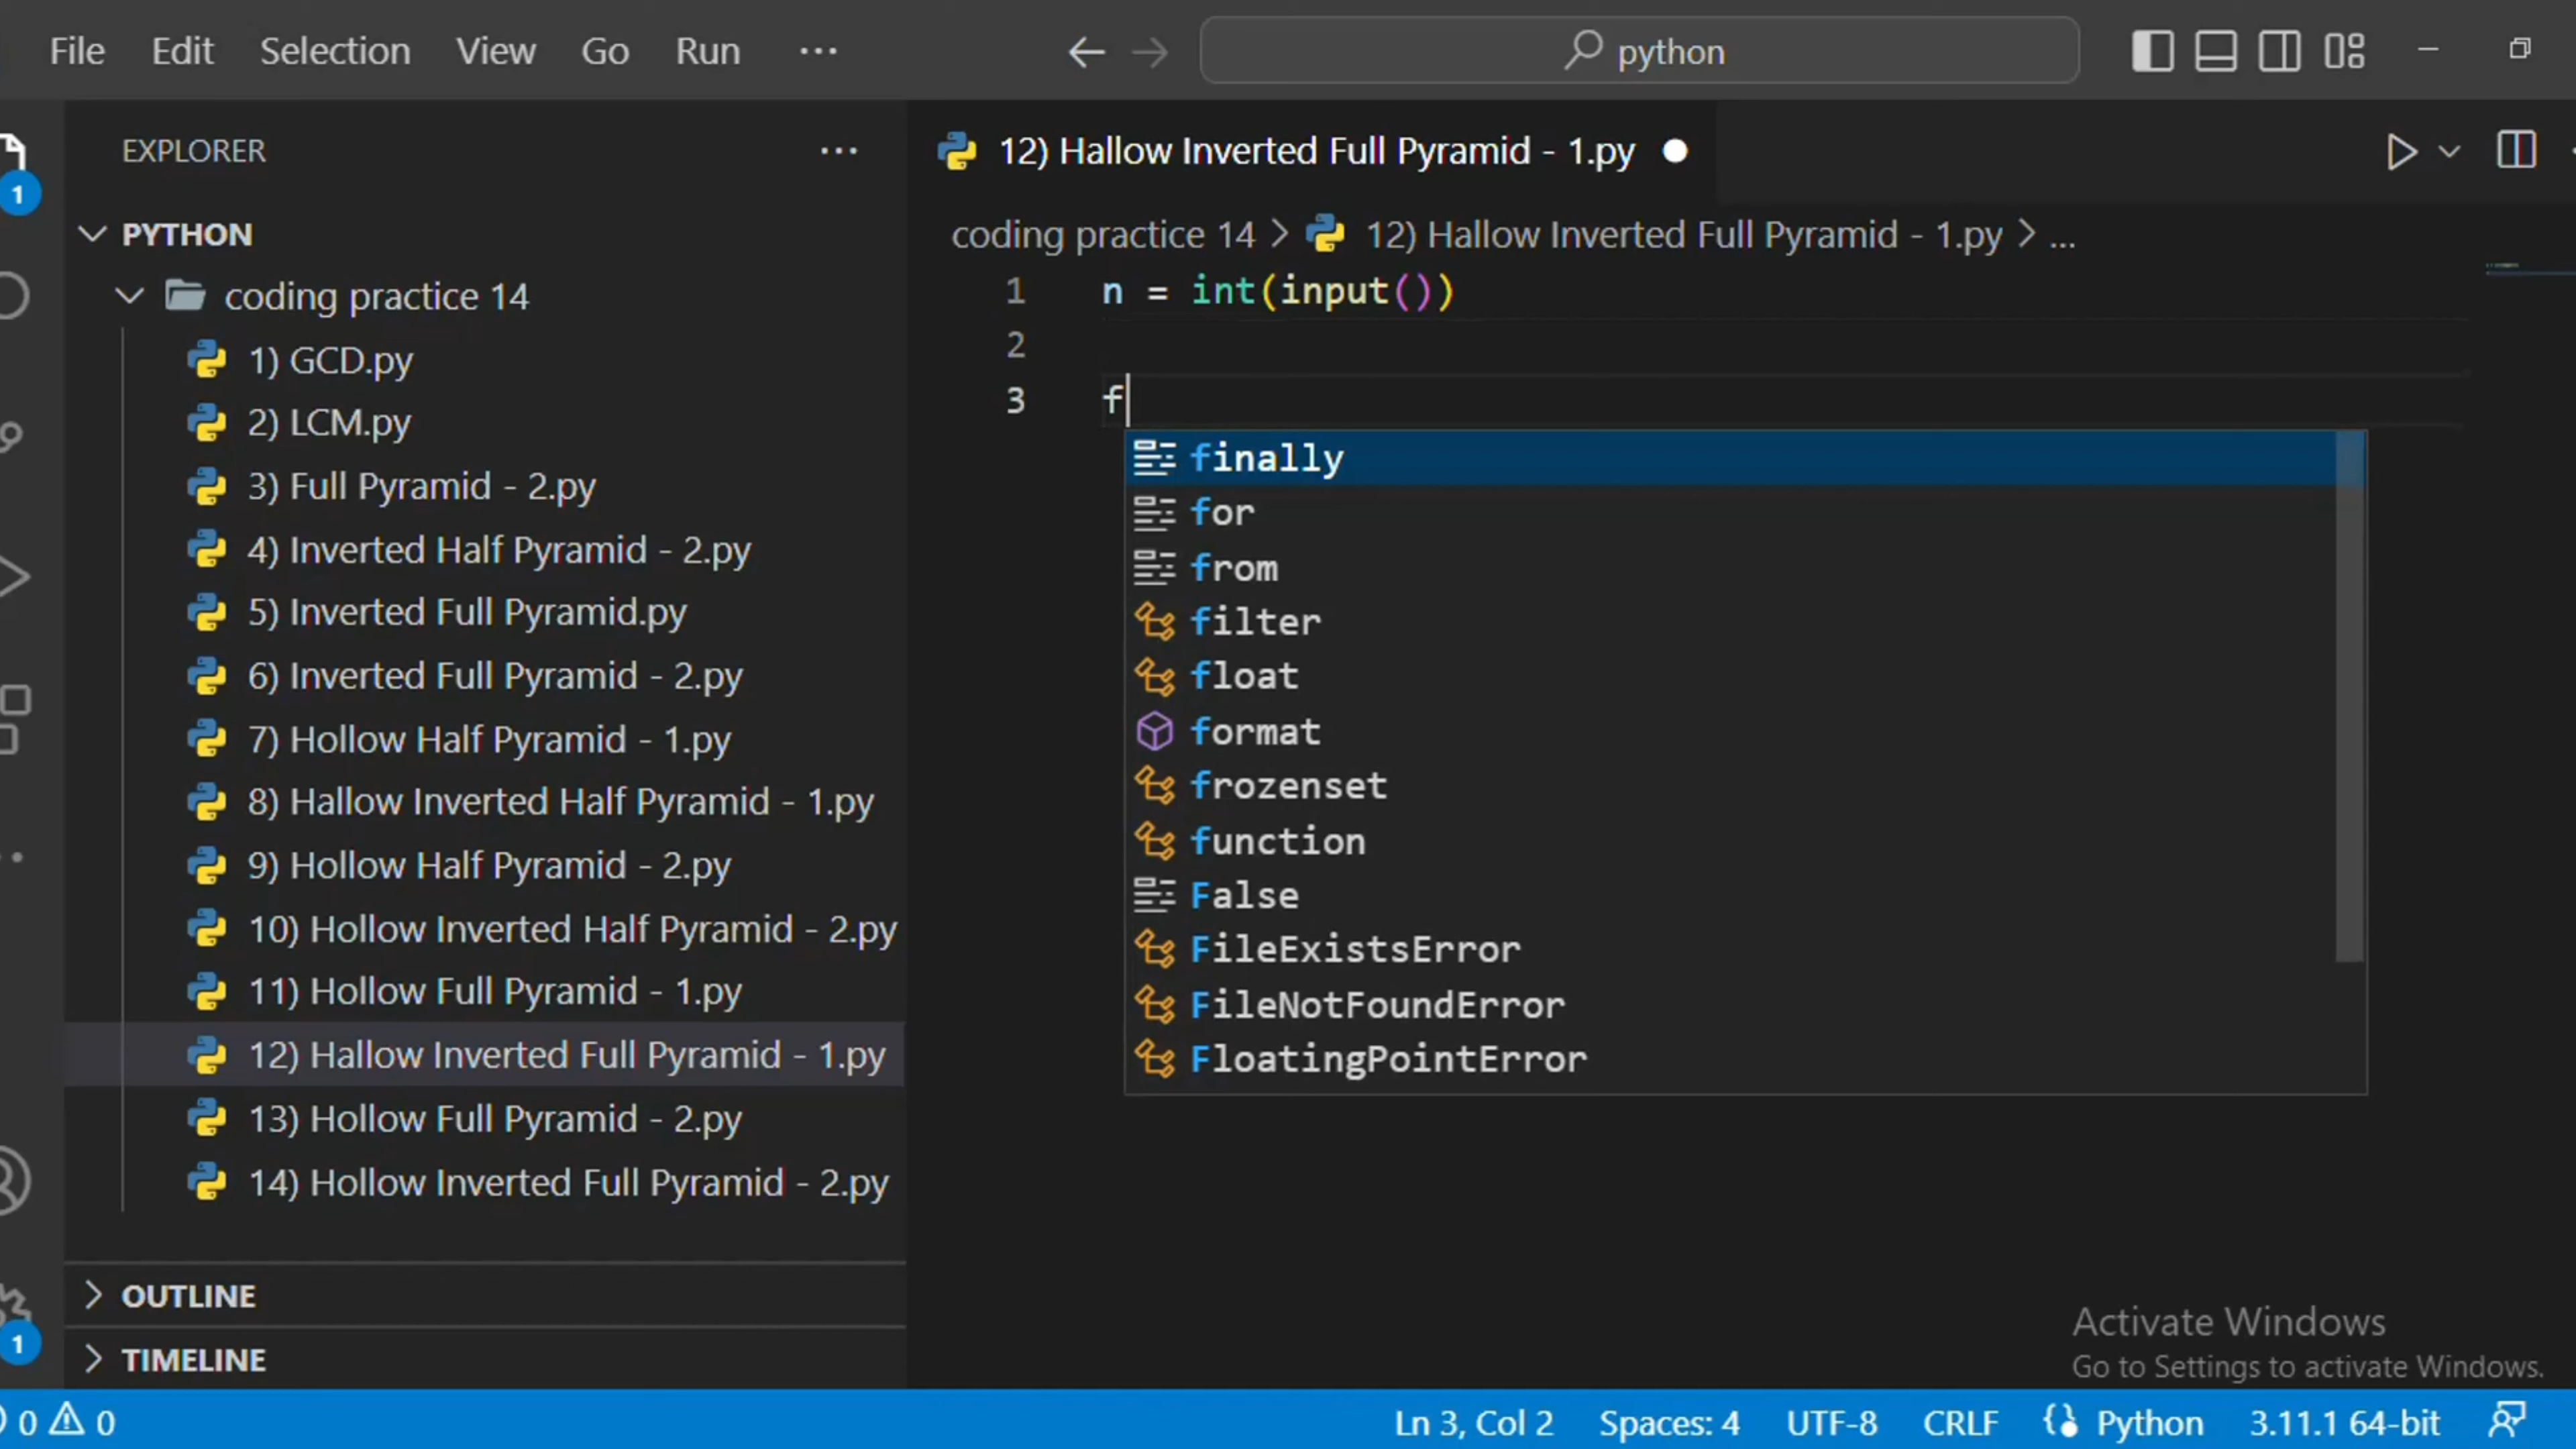 File Edit Selection View Go Run ···
python
EXPLORER ···
1
PYTHON
coding practice 14
1) GCD.py
2) LCM.py
3) Full Pyramid - 2.py
4) Inverted Half Pyramid - 2.py
5) Inverted Full Pyramid.py
6) Inverted Full Pyramid - 2.py
7) Hollow Half Pyramid - 1.py
8) Hallow Inverted Half Pyramid - 1.py
9) Hollow Half Pyramid - 2.py
10) Hollow Inverted Half Pyramid - 2.py
11) Hollow Full Pyramid - 1.py
12) Hallow Inverted Full Pyramid - 1.py
13) Hollow Full Pyramid - 2.py
14) Hollow Inverted Full Pyramid - 2.py
OUTLINE
1
TIMELINE
12) Hallow Inverted Full Pyramid - 1.py
coding practice 14 > 12) Hallow Inverted Full Pyramid - 1.py > ...
1 n = int(input())
2
3 f
finally
for
from
filter
float
format
frozenset
function
False
FileExistsError
FileNotFoundError
FloatingPointError
Activate Windows
Go to Settings to activate Windows.
0 0 Ln 3, Col 2 Spaces: 4 UTF-8 CRLF Python 3.11.1 64-bit